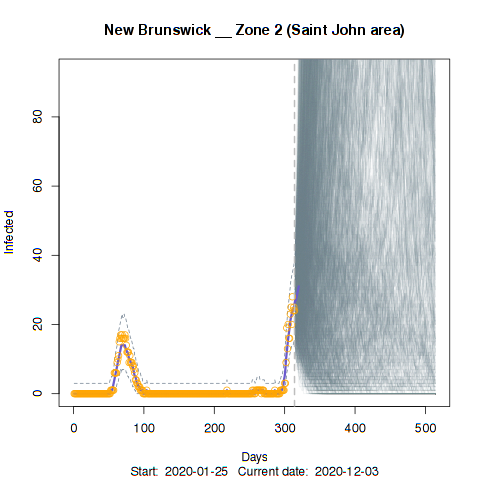 New Brunswick __ Zone 2 (Saint John area)
Infected
80
60
40
20
0
0 100 200 300 400 500
Days
Start: 2020-01-25 Current date: 2020-12-03